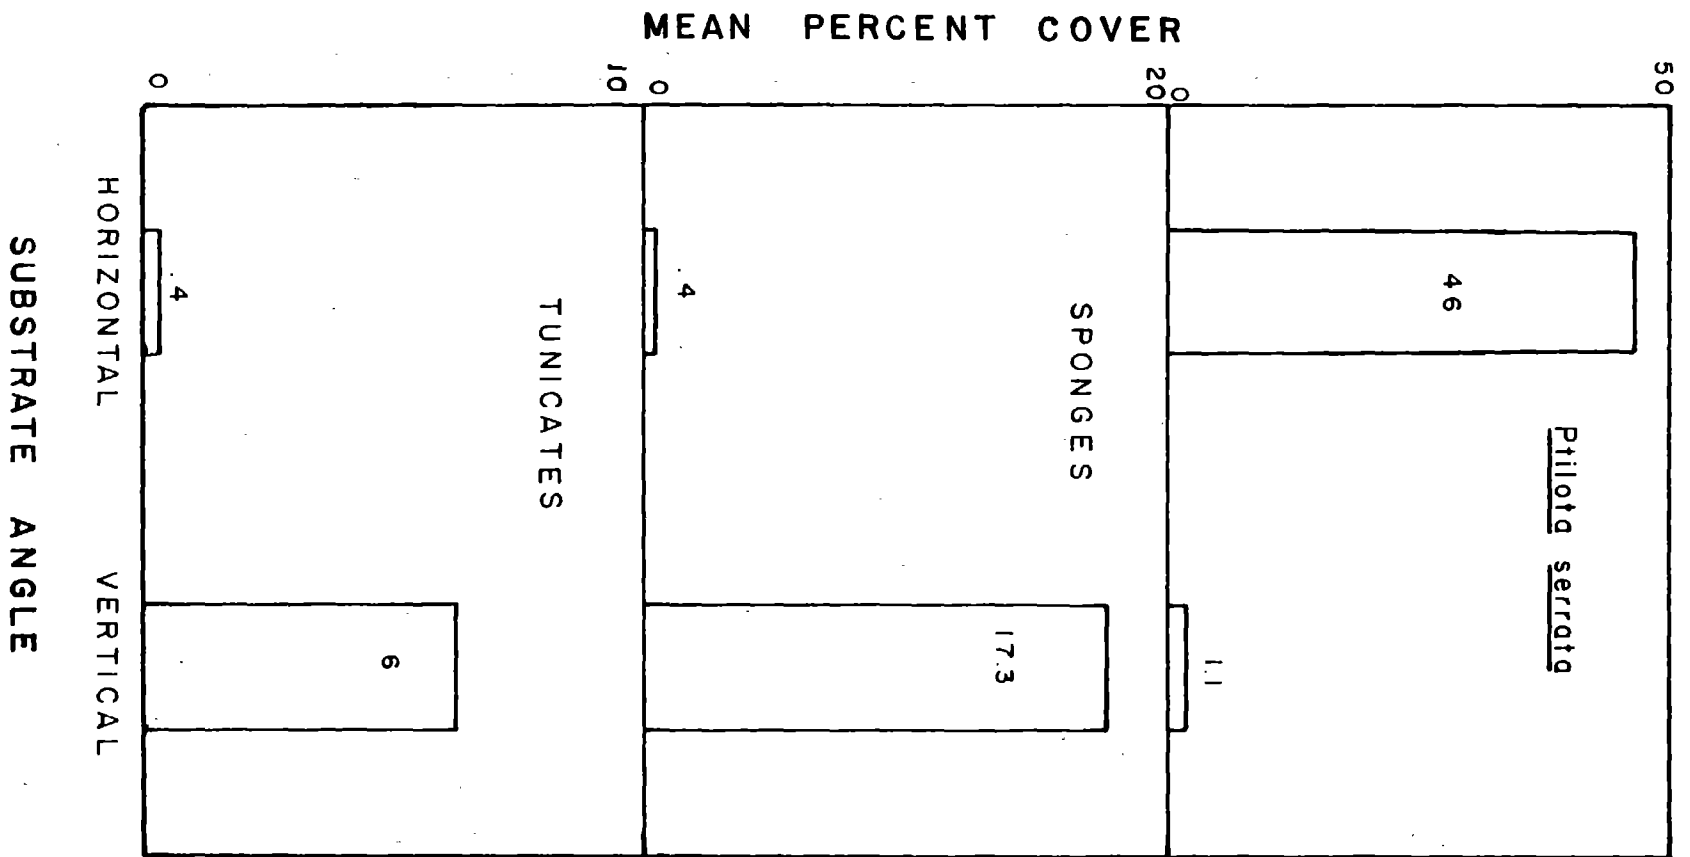 MEAN PERCENT COVER
50
46
Ptilota serrata
1.1
0
20
SPONGES
.4
17.3
0
10
TUNICATES
.4
6
0
HORIZONTAL
VERTICAL
SUBSTRATE ANGLE